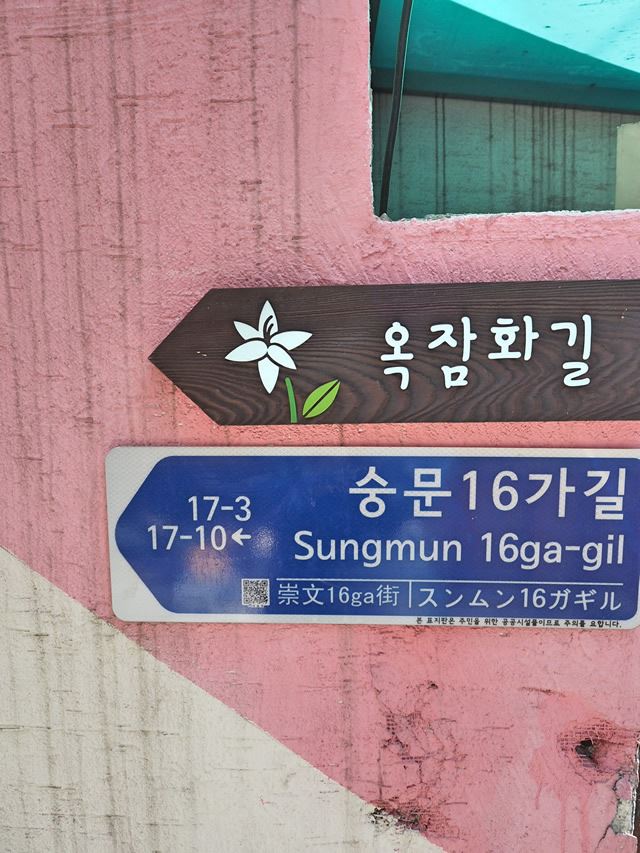 옥잠화길
숭문16가길
17-3
17-10←
Sungmun 16ga-gil
崇文16ga街 | スンムン16ガギル
본 표지판은 주민을 위한 공공시설물이므로 주의를 요합니다.